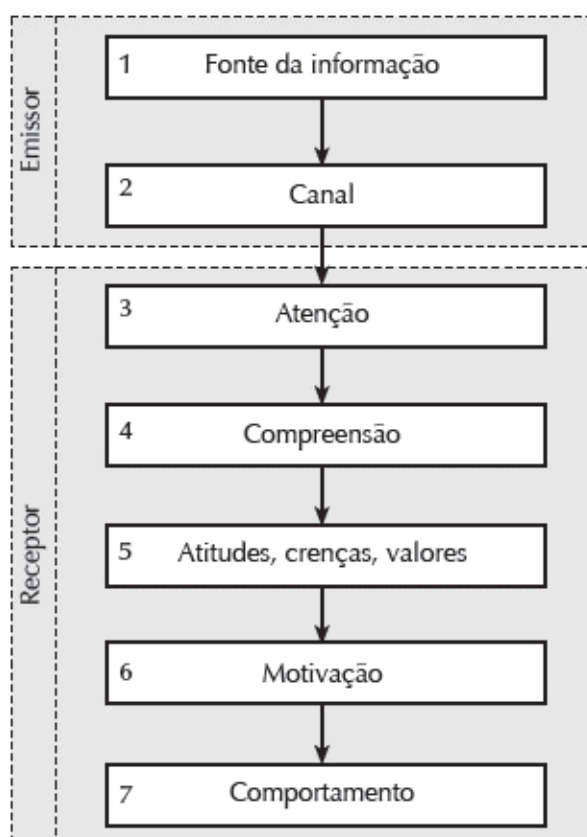 Emissor
1 Fonte da informação
2 Canal
Receptor
3 Atenção
4 Compreensão
5 Atitudes, crenças, valores
6 Motivação
7 Comportamento